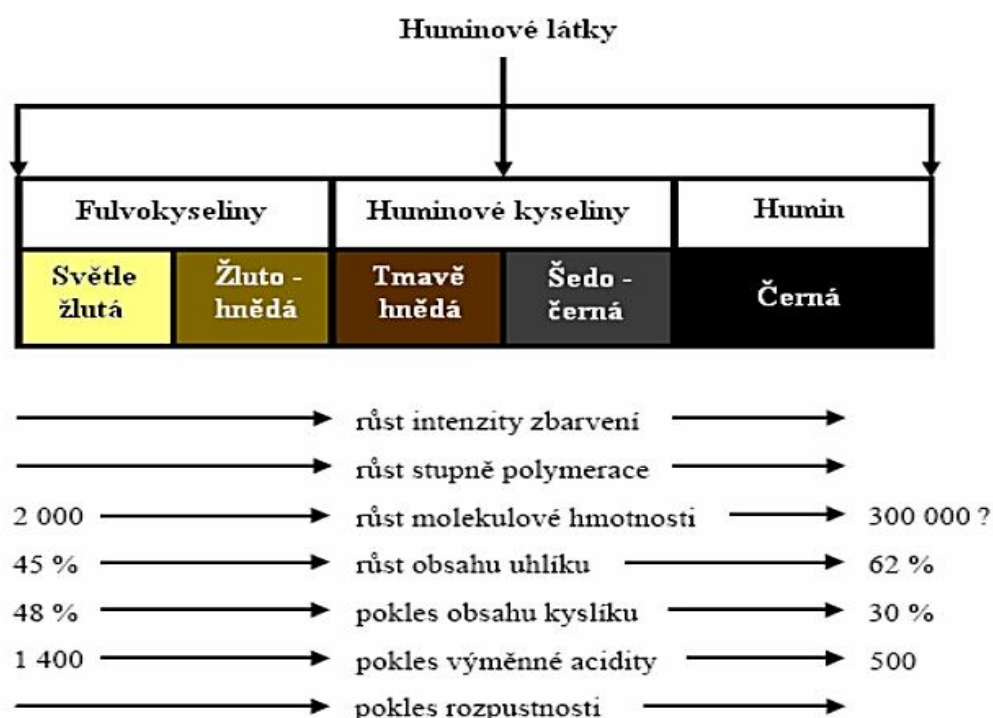 Huminové látky
Fulvokyseliny
Huminové kyseliny
Humin
Světle
žlutá
Žluto -
hnědá
Tmavě
hnědá
Šedo -
černá
Černá
růst intenzity zbarvení
růst stupně polymerace
2 000 růst molekulové hmotnosti 300 000 ?
45 % růst obsahu uhlíku 62 %
48 % pokles obsahu kyslíku 30 %
1 400 pokles výměnné acidity 500
pokles rozpustnosti